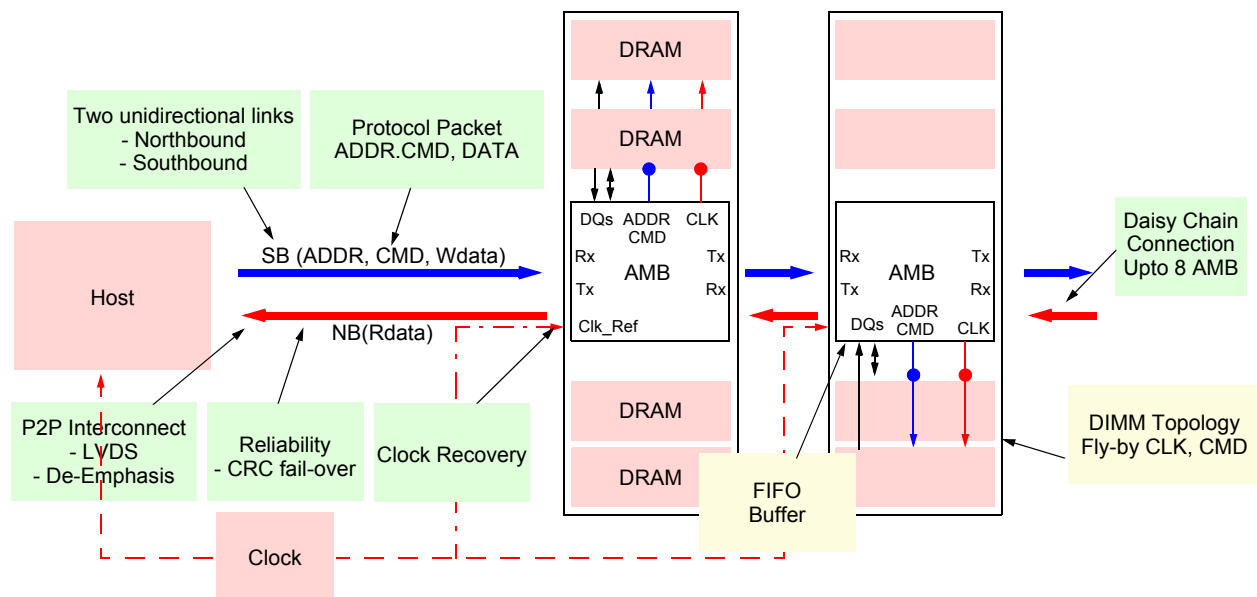 Two unidirectional links
- Northbound
- Southbound
Protocol Packet
ADDR.CMD, DATA
Host
SB (ADDR, CMD, Wdata)
NB(Rdata)
P2P Interconnect
- LVDS
- De-Emphasis
Reliability
- CRC fail-over
Clock Recovery
Clock
DRAM
DRAM
DQs
ADDR
CMD
CLK
Rx
Tx
AMB
Tx
Rx
Clk_Ref
DRAM
DRAM
Rx
Tx
AMB
Tx
Rx
DQs
ADDR
CMD
CLK
FIFO
Buffer
Daisy Chain
Connection
Upto 8 AMB
DIMM Topology
Fly-by CLK, CMD